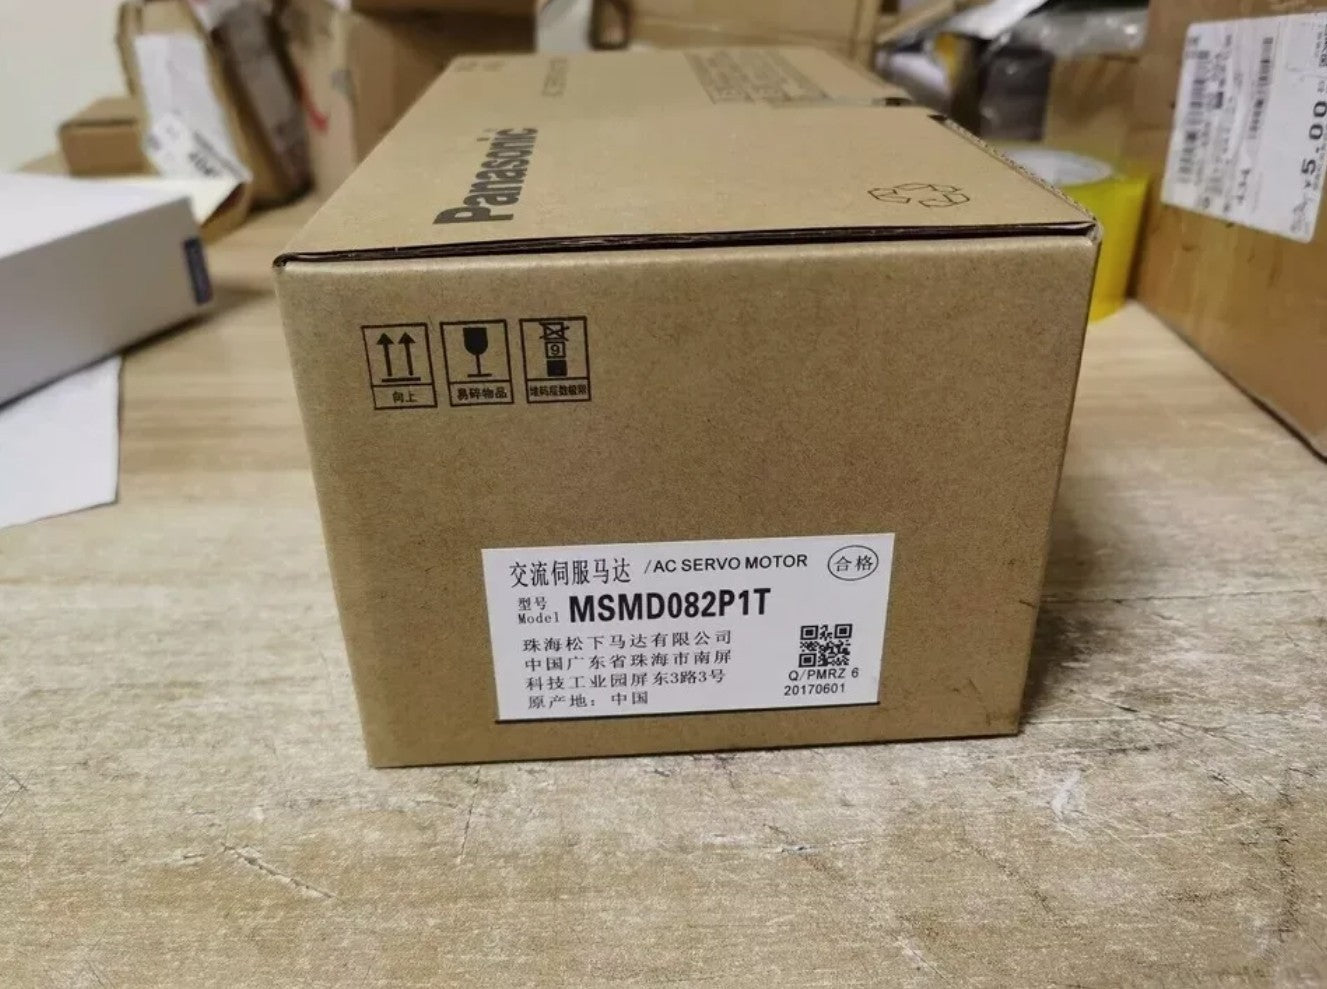 Panasonic
向上
易碎物品
9
堆码层数极限
交流伺服马达 /AC SERVO MOTOR 合格
型号
Model MSMD082P1T
珠海松下马达有限公司
中国广东省珠海市南屏
科技工业园屏东3路3号
原产地：中国
Q/PMRZ 6
20170601
5.00